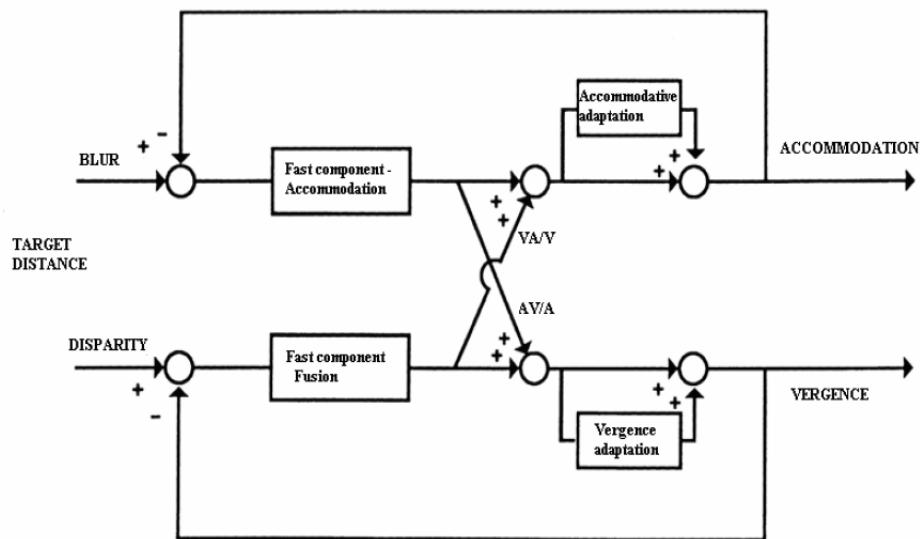 Accommodative
adaptation
+
−
BLUR
Fast component -
Accommodation
+
+
ACCOMMODATION
+
+
VA/V
TARGET
DISTANCE
AV/A
DISPARITY
+
−
Fast component
Fusion
+
+
+
+
VERGENCE
Vergence
adaptation